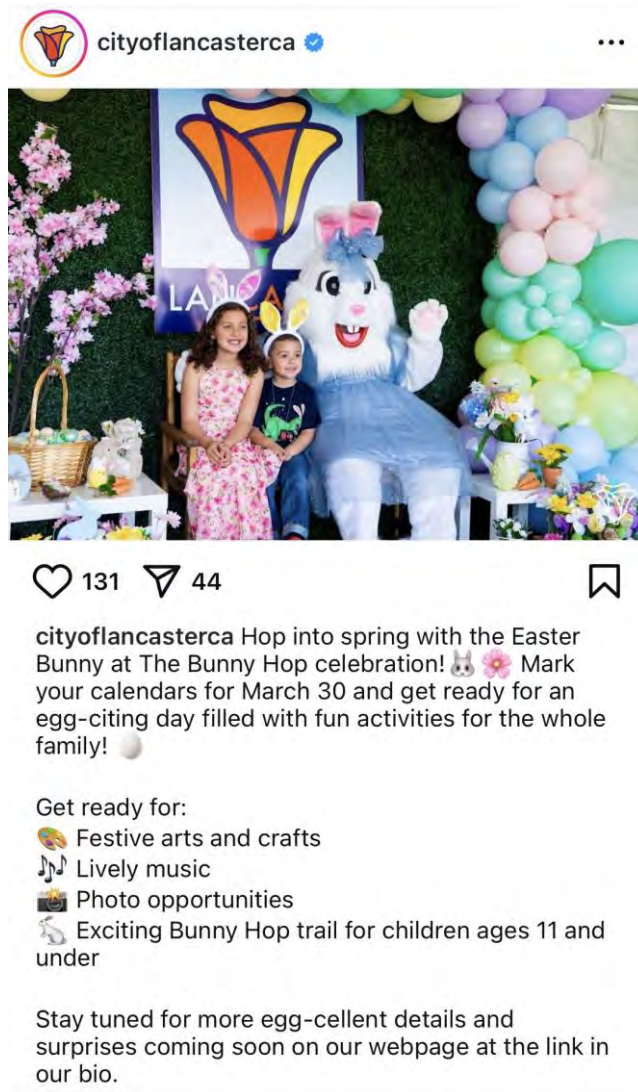 cityoflancasterca
131 44
cityoflancasterca Hop into spring with the Easter
Bunny at The Bunny Hop celebration! 🐰 🌸 Mark
your calendars for March 30 and get ready for an
egg-citing day filled with fun activities for the whole
family! 🥚
Get ready for:
🎨 Festive arts and crafts
🎶 Lively music
📸 Photo opportunities
🐇 Exciting Bunny Hop trail for children ages 11 and
under
Stay tuned for more egg-cellent details and
surprises coming soon on our webpage at the link in
our bio.